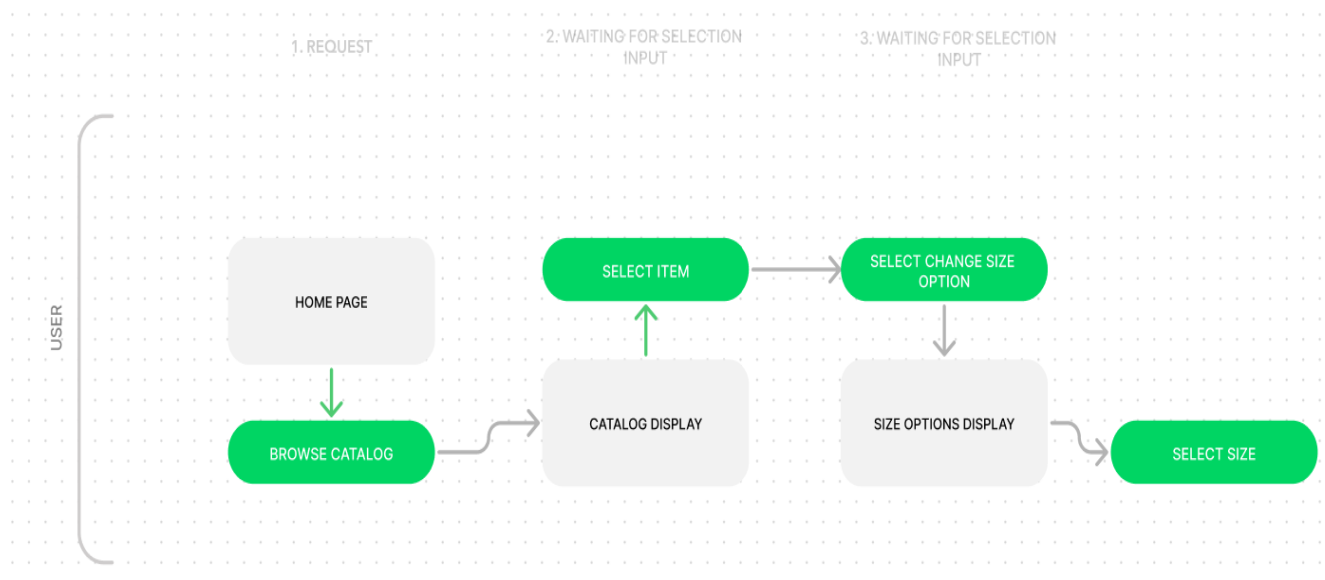 1. REQUEST
2. WAITING FOR SELECTION
INPUT
3. WAITING FOR SELECTION
INPUT
USER
HOME PAGE
BROWSE CATALOG
SELECT ITEM
CATALOG DISPLAY
SELECT CHANGE SIZE
OPTION
SIZE OPTIONS DISPLAY
SELECT SIZE